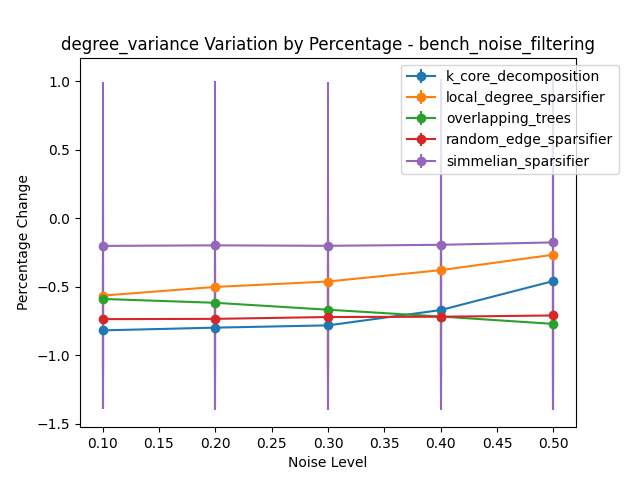 degree_variance Variation by Percentage - bench_noise_filtering
k_core_decomposition
local_degree_sparsifier
overlapping_trees
random_edge_sparsifier
simmelian_sparsifier
Percentage Change
1.0
0.5
0.0
−0.5
−1.0
−1.5
0.10 0.15 0.20 0.25 0.30 0.35 0.40 0.45 0.50
Noise Level